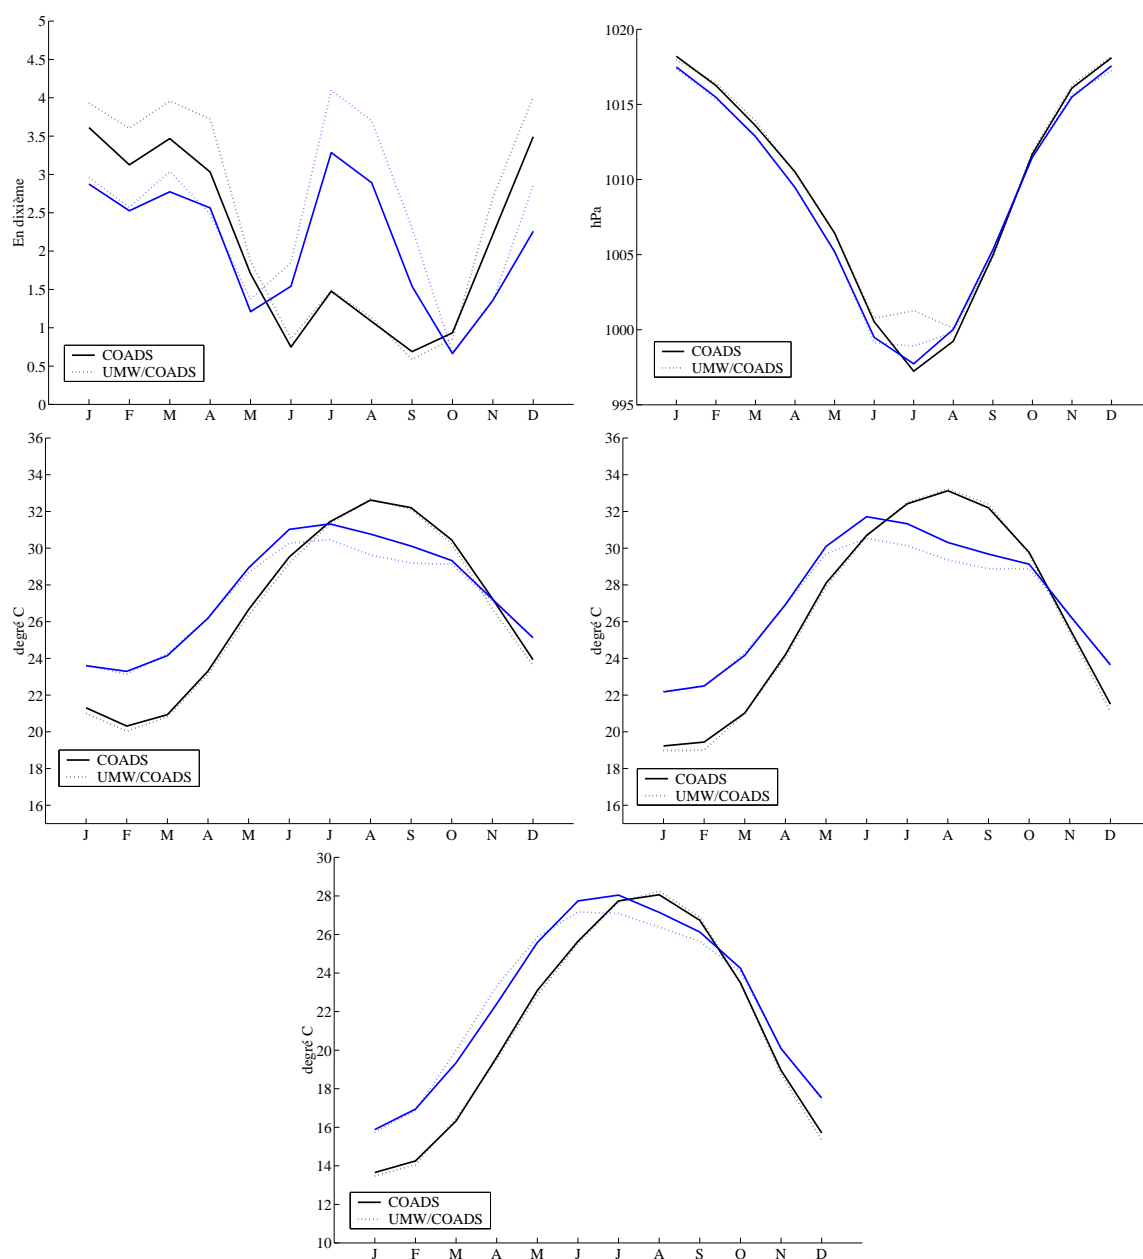 En dixième
5
4.5
4
3.5
3
2.5
2
1.5
1
0.5
0
COADS
UMW/COADS
J F M A M J J A S O N D
hPa
1020
1015
1010
1005
1000
995
COADS
UMW/COADS
J F M A M J J A S O N D
degré C
36
34
32
30
28
26
24
22
20
18
16
COADS
UMW/COADS
J F M A M J J A S O N D
degré C
36
34
32
30
28
26
24
22
20
18
16
COADS
UMW/COADS
J F M A M J J A S O N D
degré C
30
28
26
24
22
20
18
16
14
12
10
COADS
UMW/COADS
J F M A M J J A S O N D